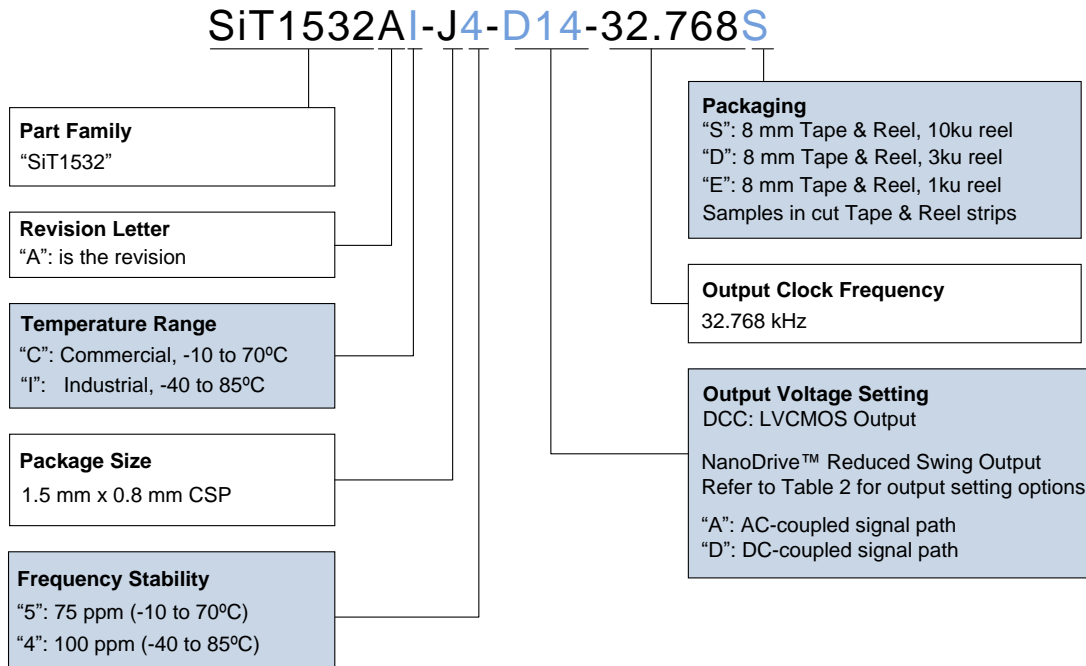 SiT1532AI-J4-D14-32.768S
Part Family
“SiT1532”
Revision Letter
“A”: is the revision
Temperature Range
“C”: Commercial, -10 to 70ºC
“I”: Industrial, -40 to 85ºC
Package Size
1.5 mm x 0.8 mm CSP
Frequency Stability
“5”: 75 ppm (-10 to 70ºC)
“4”: 100 ppm (-40 to 85ºC)
Packaging
“S”: 8 mm Tape & Reel, 10ku reel
“D”: 8 mm Tape & Reel, 3ku reel
“E”: 8 mm Tape & Reel, 1ku reel
Samples in cut Tape & Reel strips
Output Clock Frequency
32.768 kHz
Output Voltage Setting
DCC: LVCMOS Output
NanoDrive™ Reduced Swing Output
Refer to Table 2 for output setting options
“A”: AC-coupled signal path
“D”: DC-coupled signal path